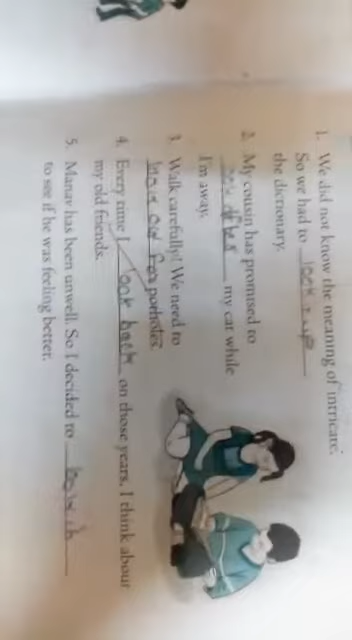 1. We did not know the meaning of 'intricate'.
So we had to look up
the dictionary.
2. My cousin has promised to
look after my cat while
I'm away.
3. Walk carefully! We need to
look out for potholes.
4. Every time I look back on those years, I think about
my old friends.
5. Manav has been unwell. So I decided to look in
to see if he was feeling better.